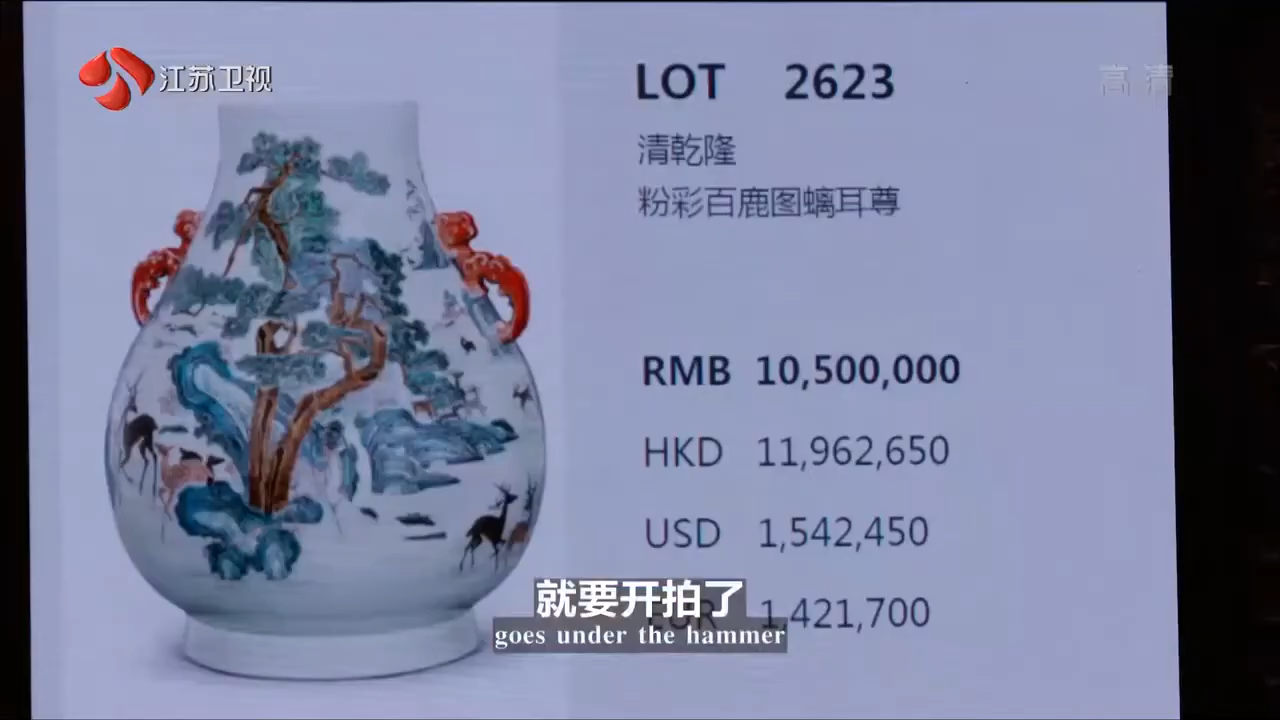 江苏卫视
高清
LOT 2623
清乾隆
粉彩百鹿图螭耳尊
RMB 10,500,000
HKD 11,962,650
USD 1,542,450
EUR 1,421,700
就要开拍了
goes under the hammer